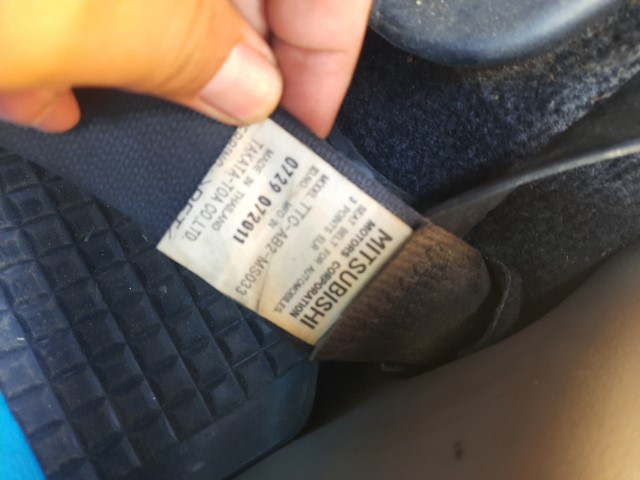 MITSUBISHI
MOTORS CORPORATION
SEAT BELT FOR AUTOMOBILES
3 POINTS ELR
MODEL TTC-AB2-MS033
0729 072011
MADE IN THAILAND
TAKATA-TOA CO.,LTD.